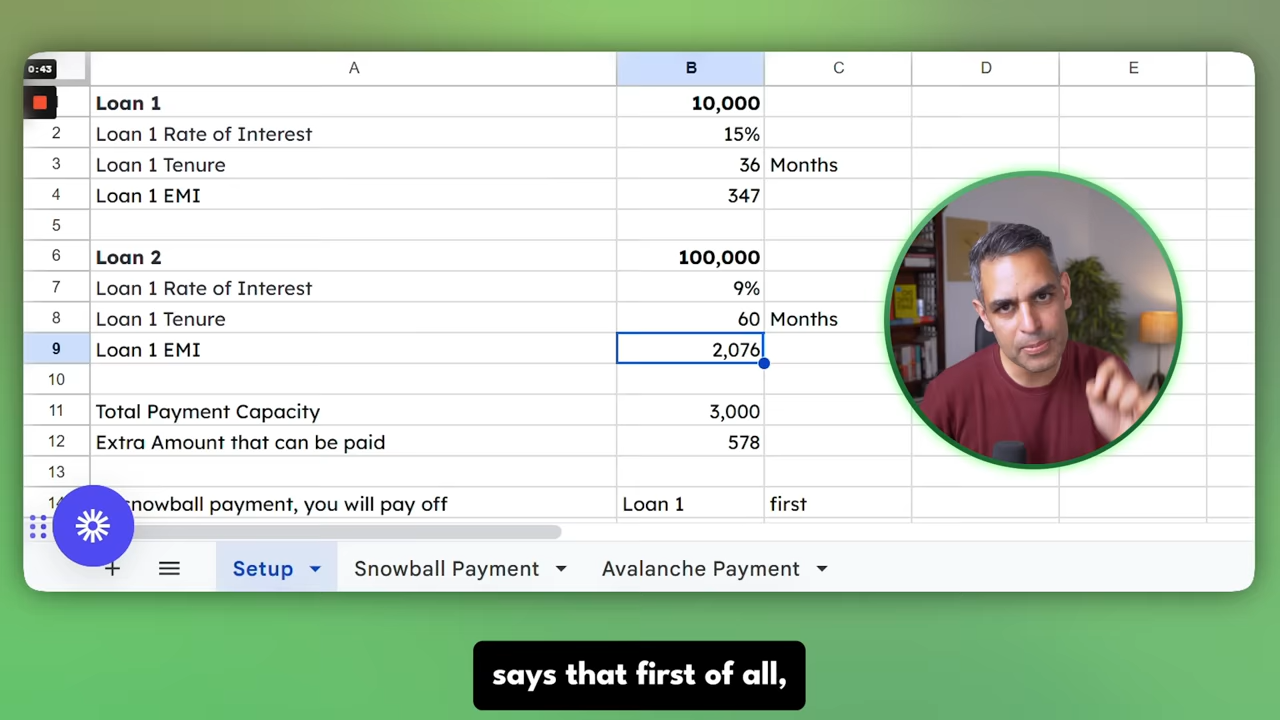 0:43
A B C D E
Loan 1 10,000
2 Loan 1 Rate of Interest 15%
3 Loan 1 Tenure 36 Months
4 Loan 1 EMI 347
5
6 Loan 2 100,000
7 Loan 1 Rate of Interest 9%
8 Loan 1 Tenure 60 Months
9 Loan 1 EMI 2,076
10
11 Total Payment Capacity 3,000
12 Extra Amount that can be paid 578
13
snowball payment, you will pay off Loan 1 first
Setup Snowball Payment Avalanche Payment
says that first of all,